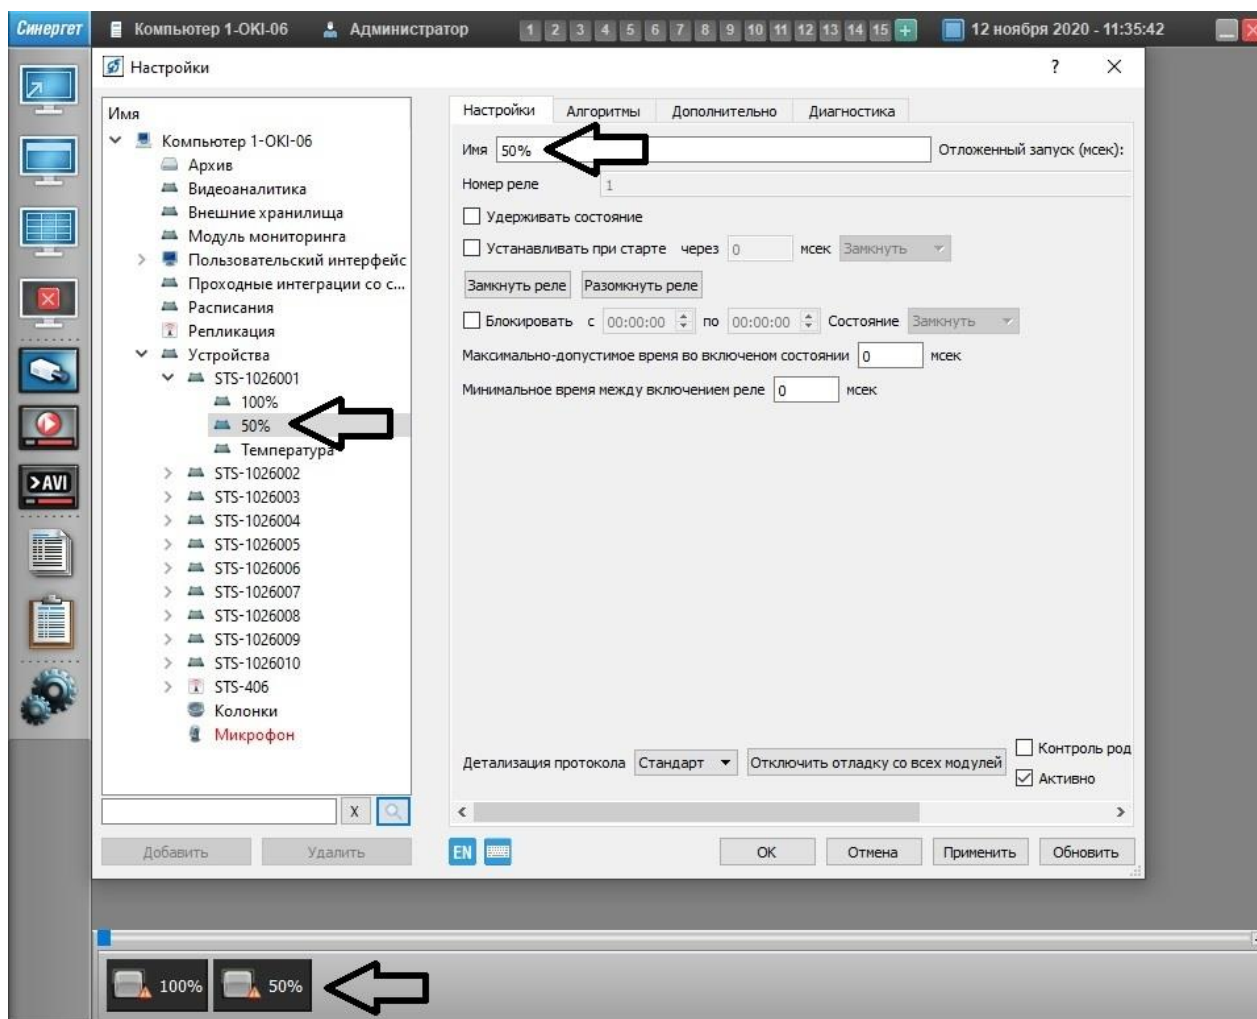 Синергет Компьютер 1-OKI-06 Администратор 1 2 3 4 5 6 7 8 9 10 11 12 13 14 15 + 12 ноября 2020 - 11:35:42
Настройки ?
Имя
Компьютер 1-OKI-06
Архив
Видеоаналитика
Внешние хранилища
Модуль мониторинга
Пользовательский интерфейс
Проходные интеграции со с...
Расписания
Репликация
Устройства
STS-1026001
100%
50%
Температура
STS-1026002
STS-1026003
STS-1026004
STS-1026005
STS-1026006
STS-1026007
STS-1026008
STS-1026009
STS-1026010
STS-406
Колонки
Микрофон
X
Добавить Удалить
Настройки Алгоритмы Дополнительно Диагностика
Имя 50% Отложенный запуск (мсек):
Номер реле 1
Удерживать состояние
Устанавливать при старте через 0 мсек Замкнуть
Замкнуть реле Разомкнуть реле
Блокировать с 00:00:00 по 00:00:00 Состояние Замкнуть
Максимально-допустимое время во включеном состоянии 0 мсек
Минимальное время между включением реле 0 мсек
Контроль род
Детализация протокола Стандарт Отключить отладку со всех модулей
Активно
EN OK Отмена Применить Обновить
>AVI
100% 50%